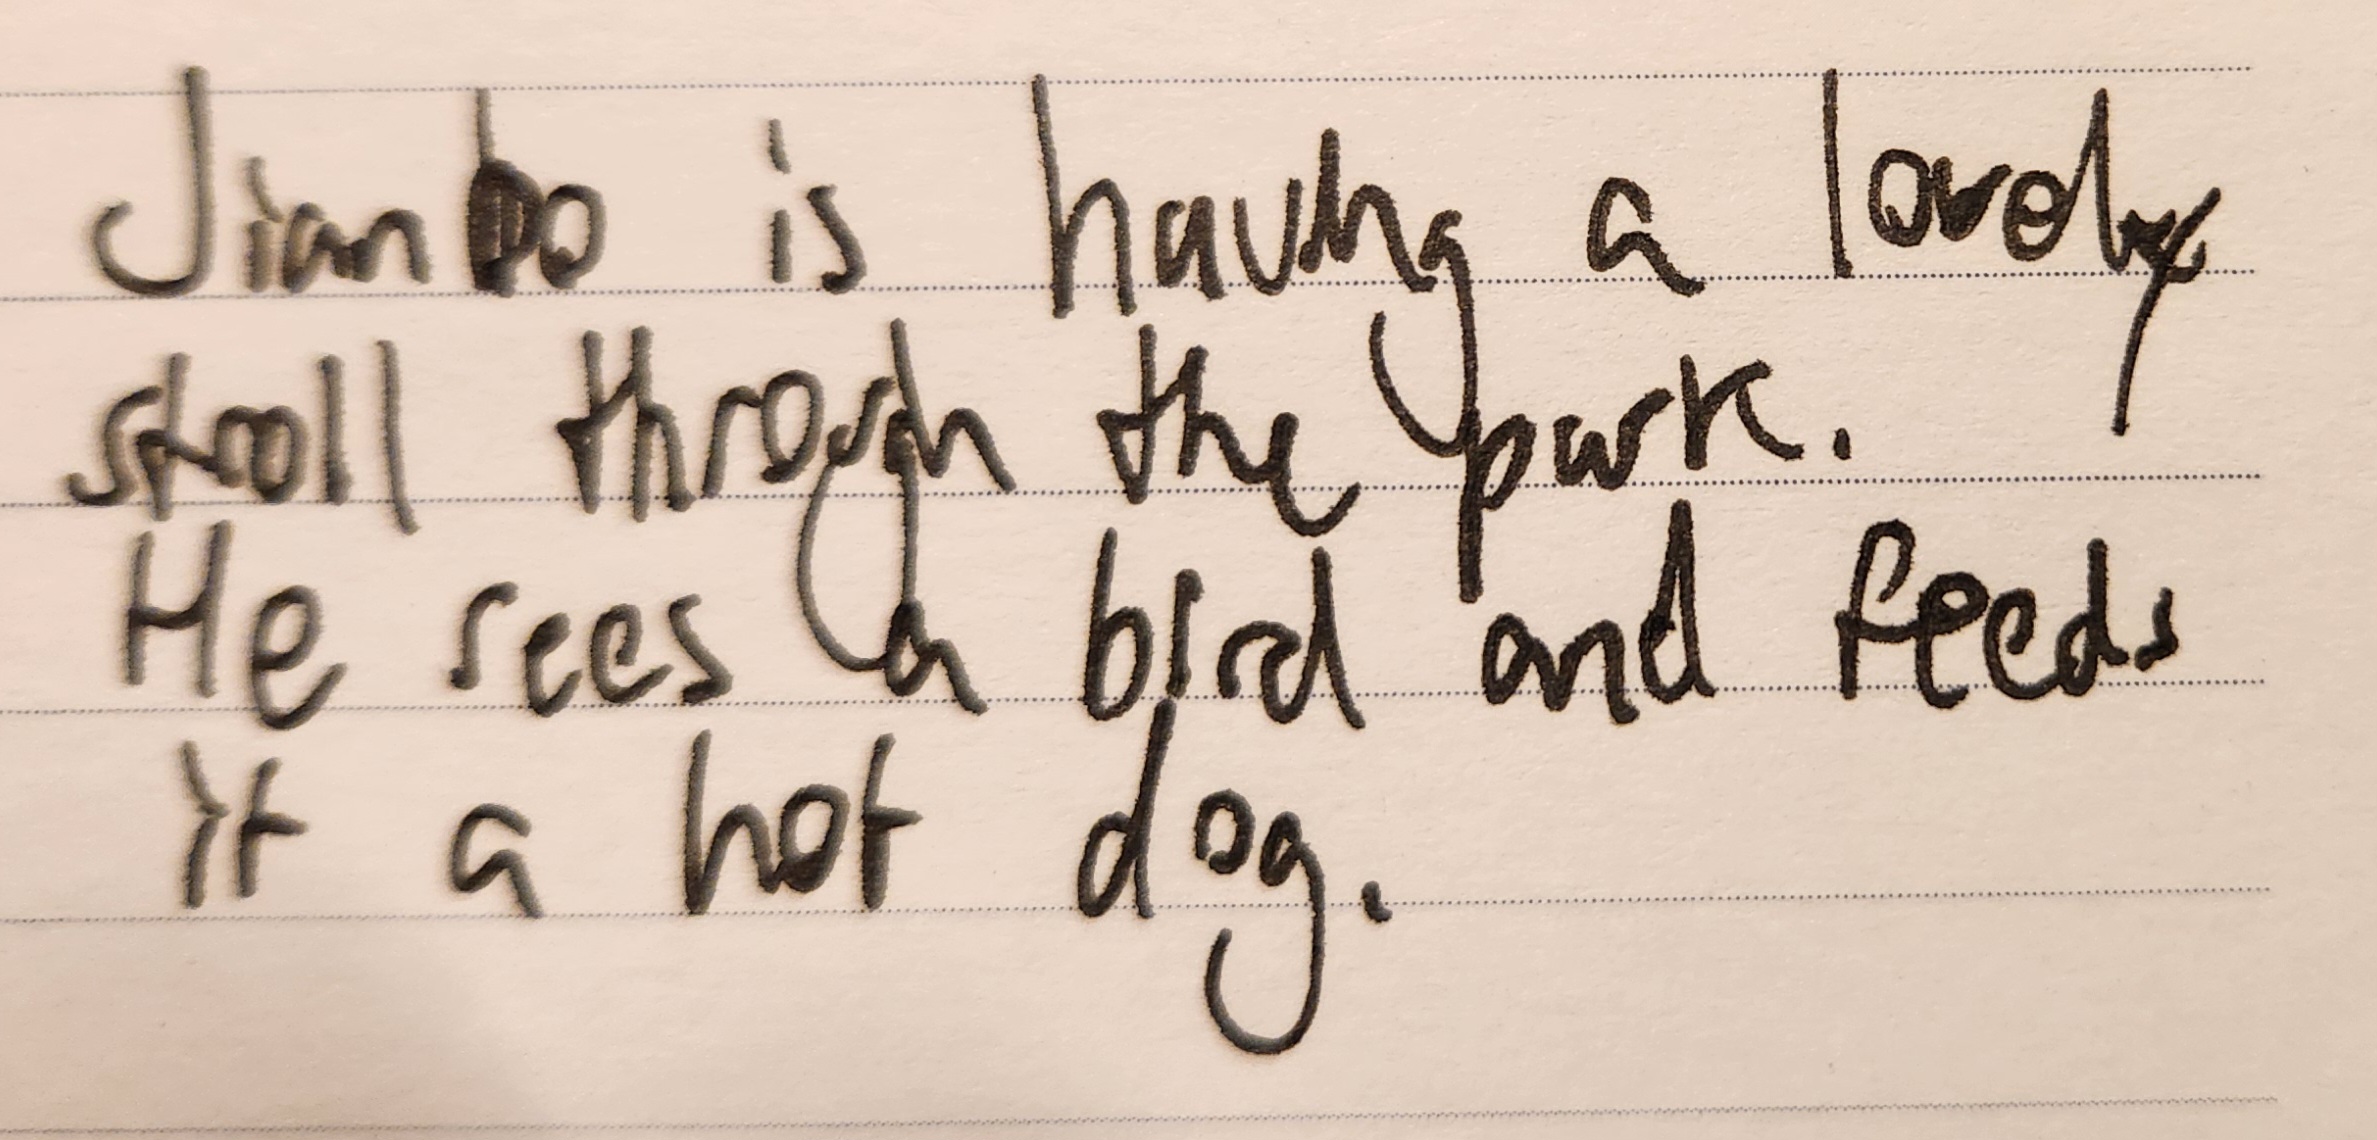 Jianbo is having a lovely
stroll through the park.
He sees a bird and feeds
it a hot dog.